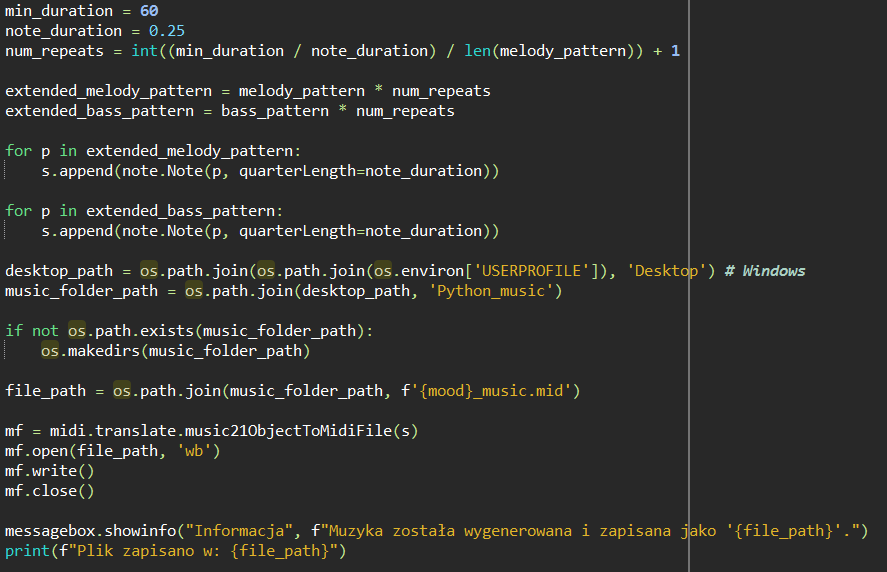 min_duration = 60
note_duration = 0.25
num_repeats = int((min_duration / note_duration) / len(melody_pattern)) + 1
extended_melody_pattern = melody_pattern * num_repeats
extended_bass_pattern = bass_pattern * num_repeats
for p in extended_melody_pattern:
    s.append(note.Note(p, quarterLength=note_duration))
for p in extended_bass_pattern:
    s.append(note.Note(p, quarterLength=note_duration))
desktop_path = os.path.join(os.path.join(os.environ['USERPROFILE']), 'Desktop') # Windows
music_folder_path = os.path.join(desktop_path, 'Python_music')
if not os.path.exists(music_folder_path):
    os.makedirs(music_folder_path)
file_path = os.path.join(music_folder_path, f'{mood}_music.mid')
mf = midi.translate.music21ObjectToMidiFile(s)
mf.open(file_path, 'wb')
mf.write()
mf.close()
messagebox.showinfo("Informacja", f"Muzyka została wygenerowana i zapisana jako '{file_path}'.")
print(f"Plik zapisano w: {file_path}")